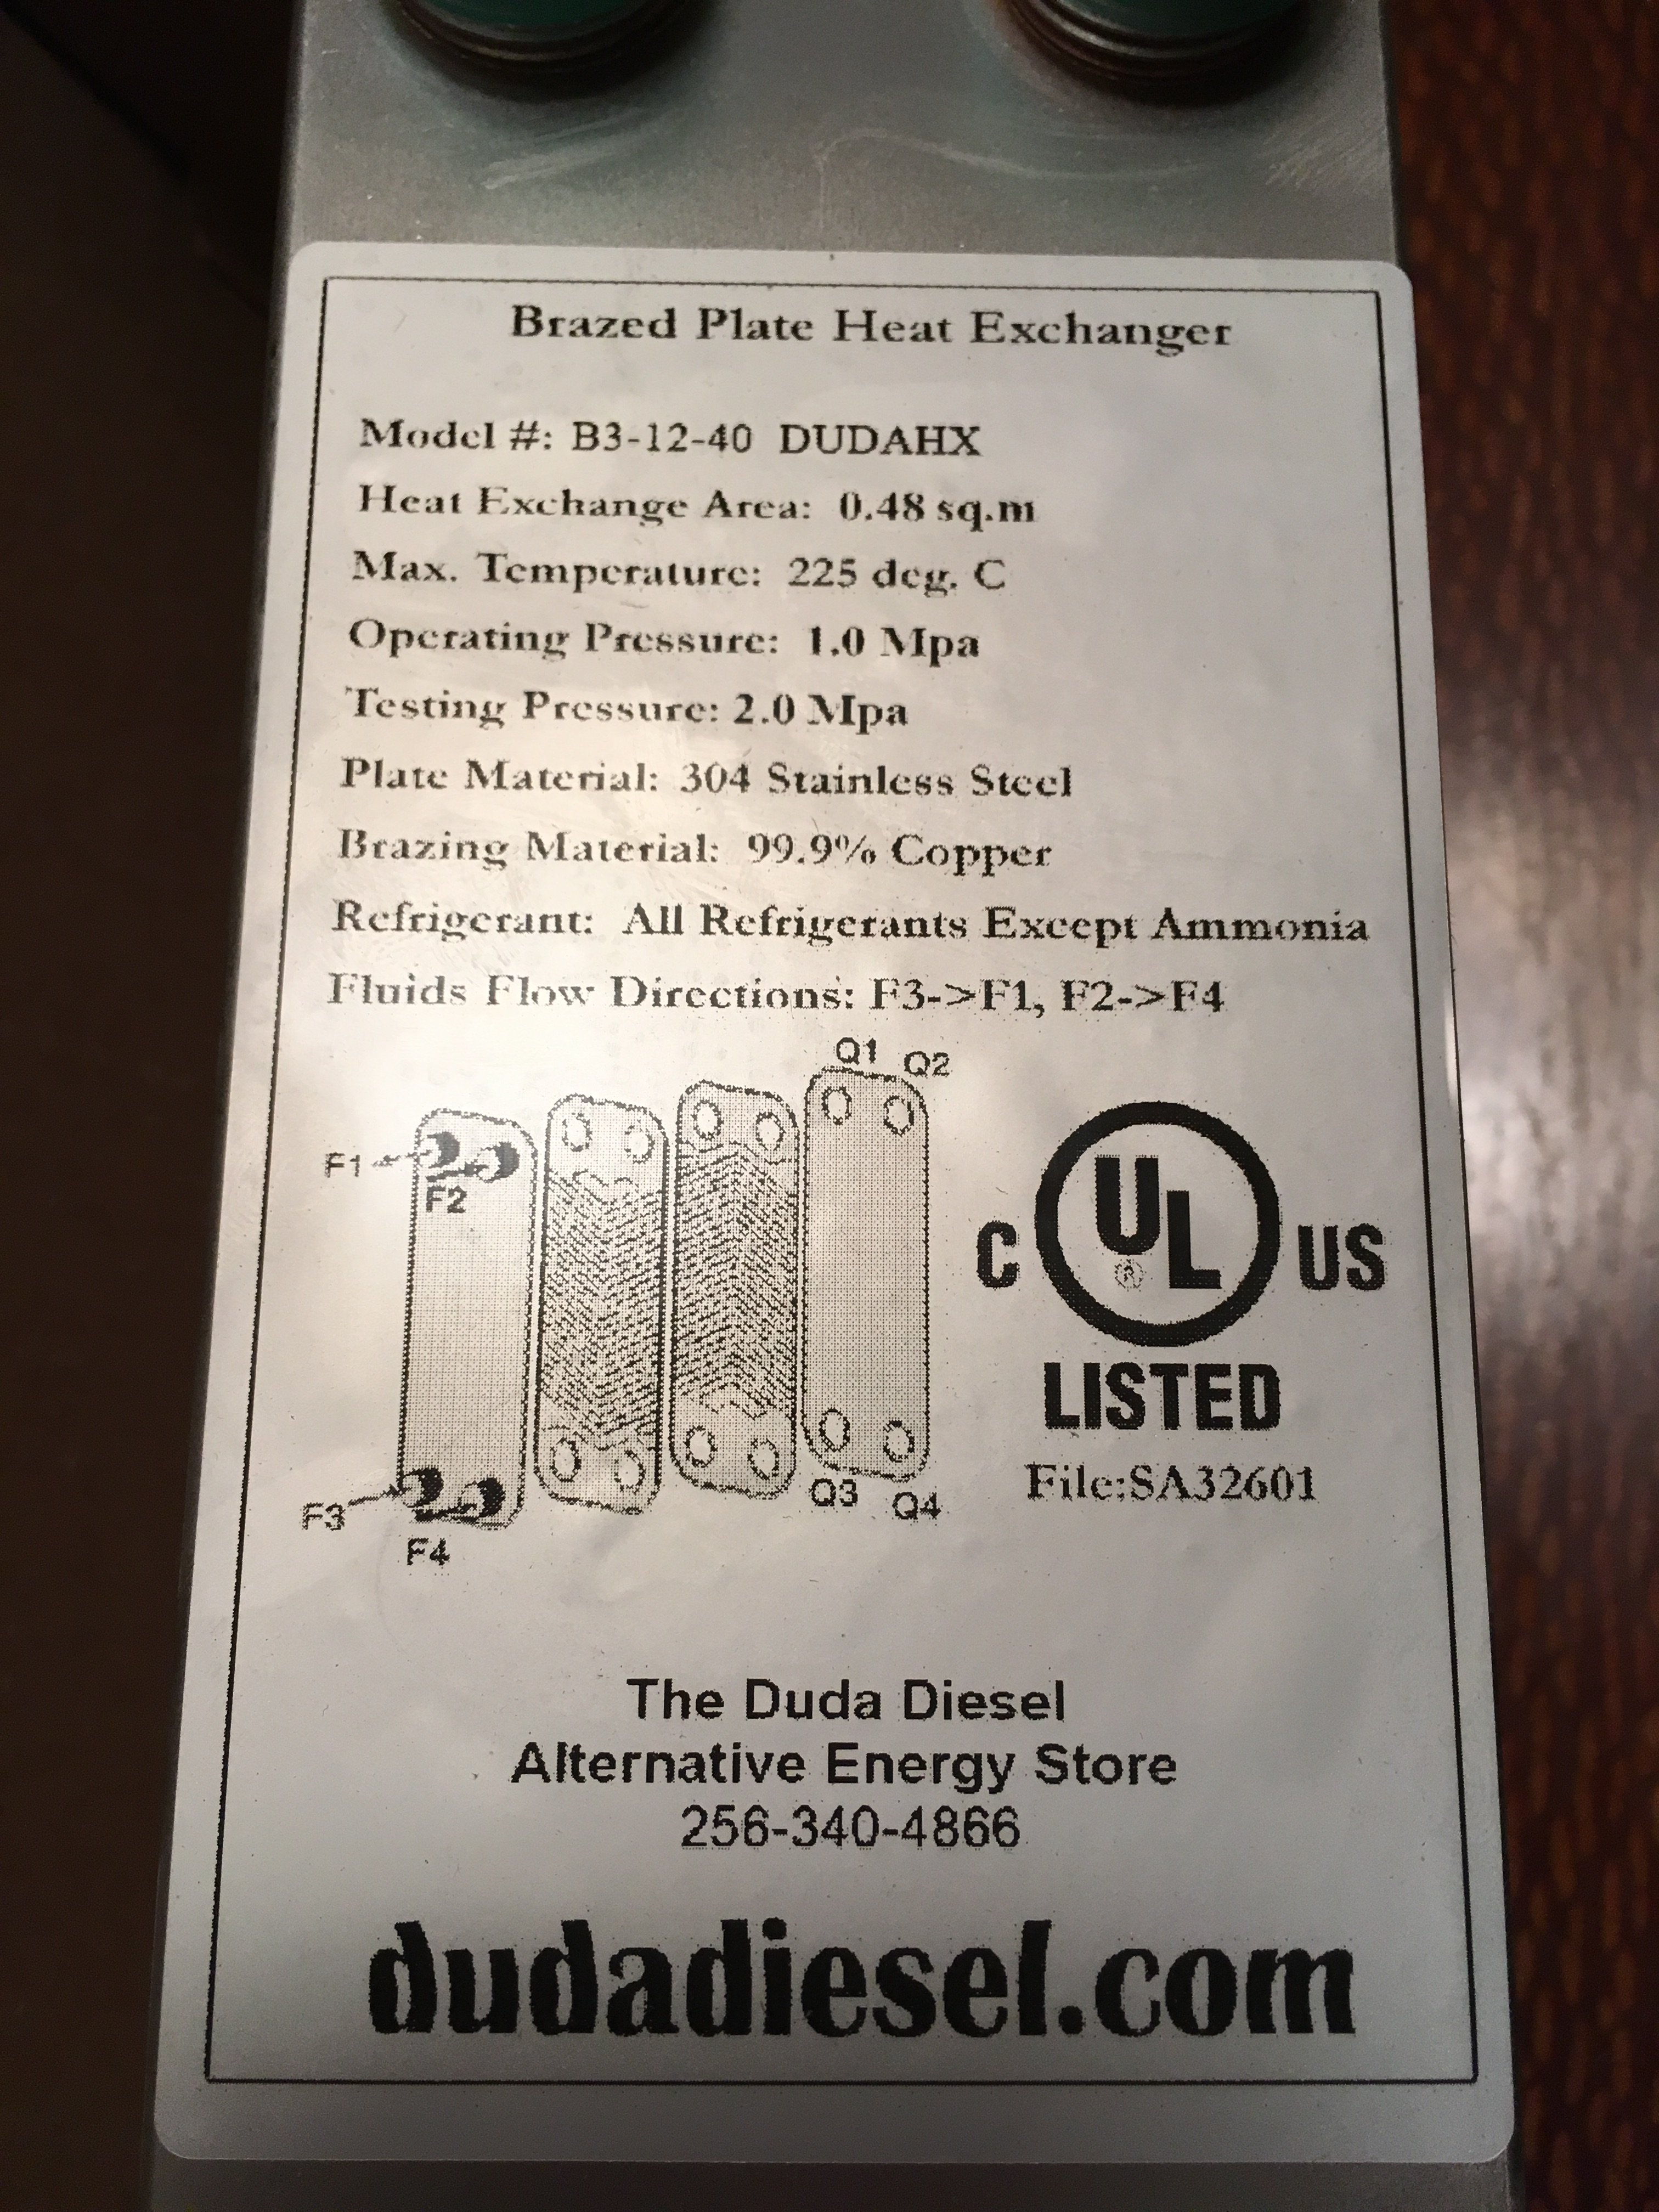 Brazed Plate Heat Exchanger
Model #: B3-12-40 DUDAHX
Heat Exchange Area: 0.48 sq.m
Max. Temperature: 225 deg. C
Operating Pressure: 1.0 Mpa
Testing Pressure: 2.0 Mpa
Plate Material: 304 Stainless Steel
Brazing Material: 99.9% Copper
Refrigerant: All Refrigerants Except Ammonia
Fluids Flow Directions: F3->F1, F2->F4
Q1 Q2
F1
F2
Q3 Q4
F3
F4
C UL ® US
LISTED
File:SA32601
The Duda Diesel
Alternative Energy Store
256-340-4866
dudadiesel.com